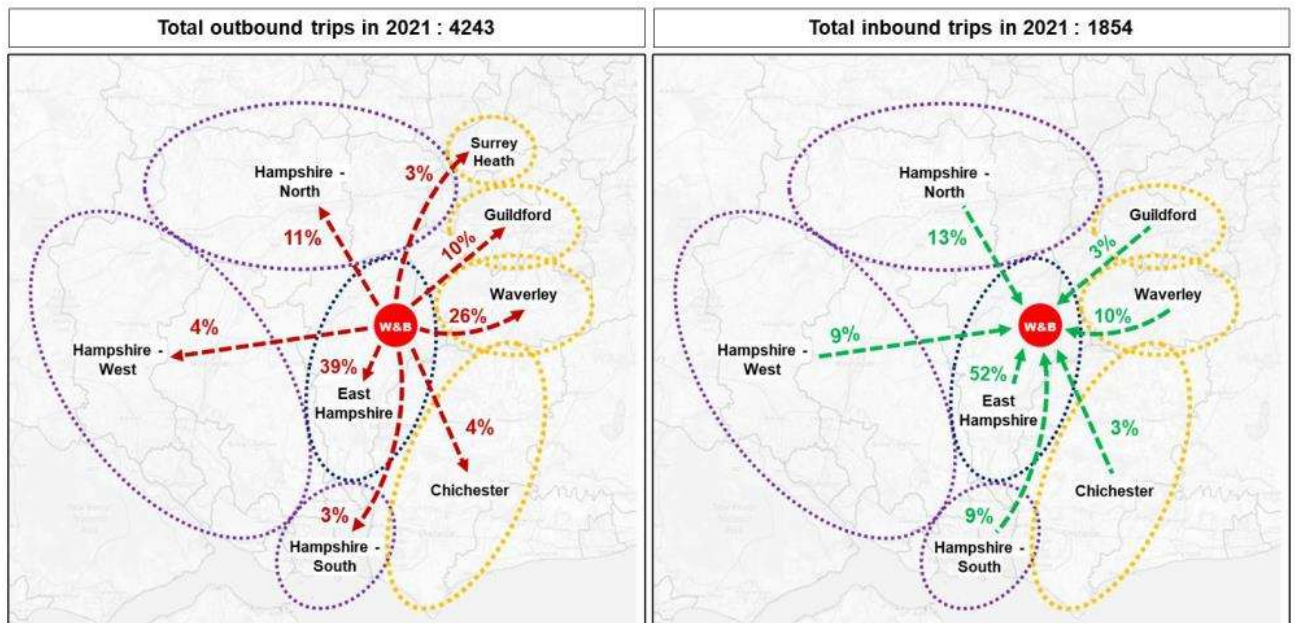 Total outbound trips in 2021 : 4243
Surrey
Heath
3%
Hampshire -
North
11%
Guildford
10%
Waverley
26%
W&B
4%
Hampshire -
West
39%
East
Hampshire
4%
Chichester
3%
Hampshire -
South
Total inbound trips in 2021 : 1854
Hampshire -
North
13%
Guildford
3%
Waverley
10%
W&B
9%
Hampshire -
West
52%
East
Hampshire
3%
Chichester
9%
Hampshire -
South